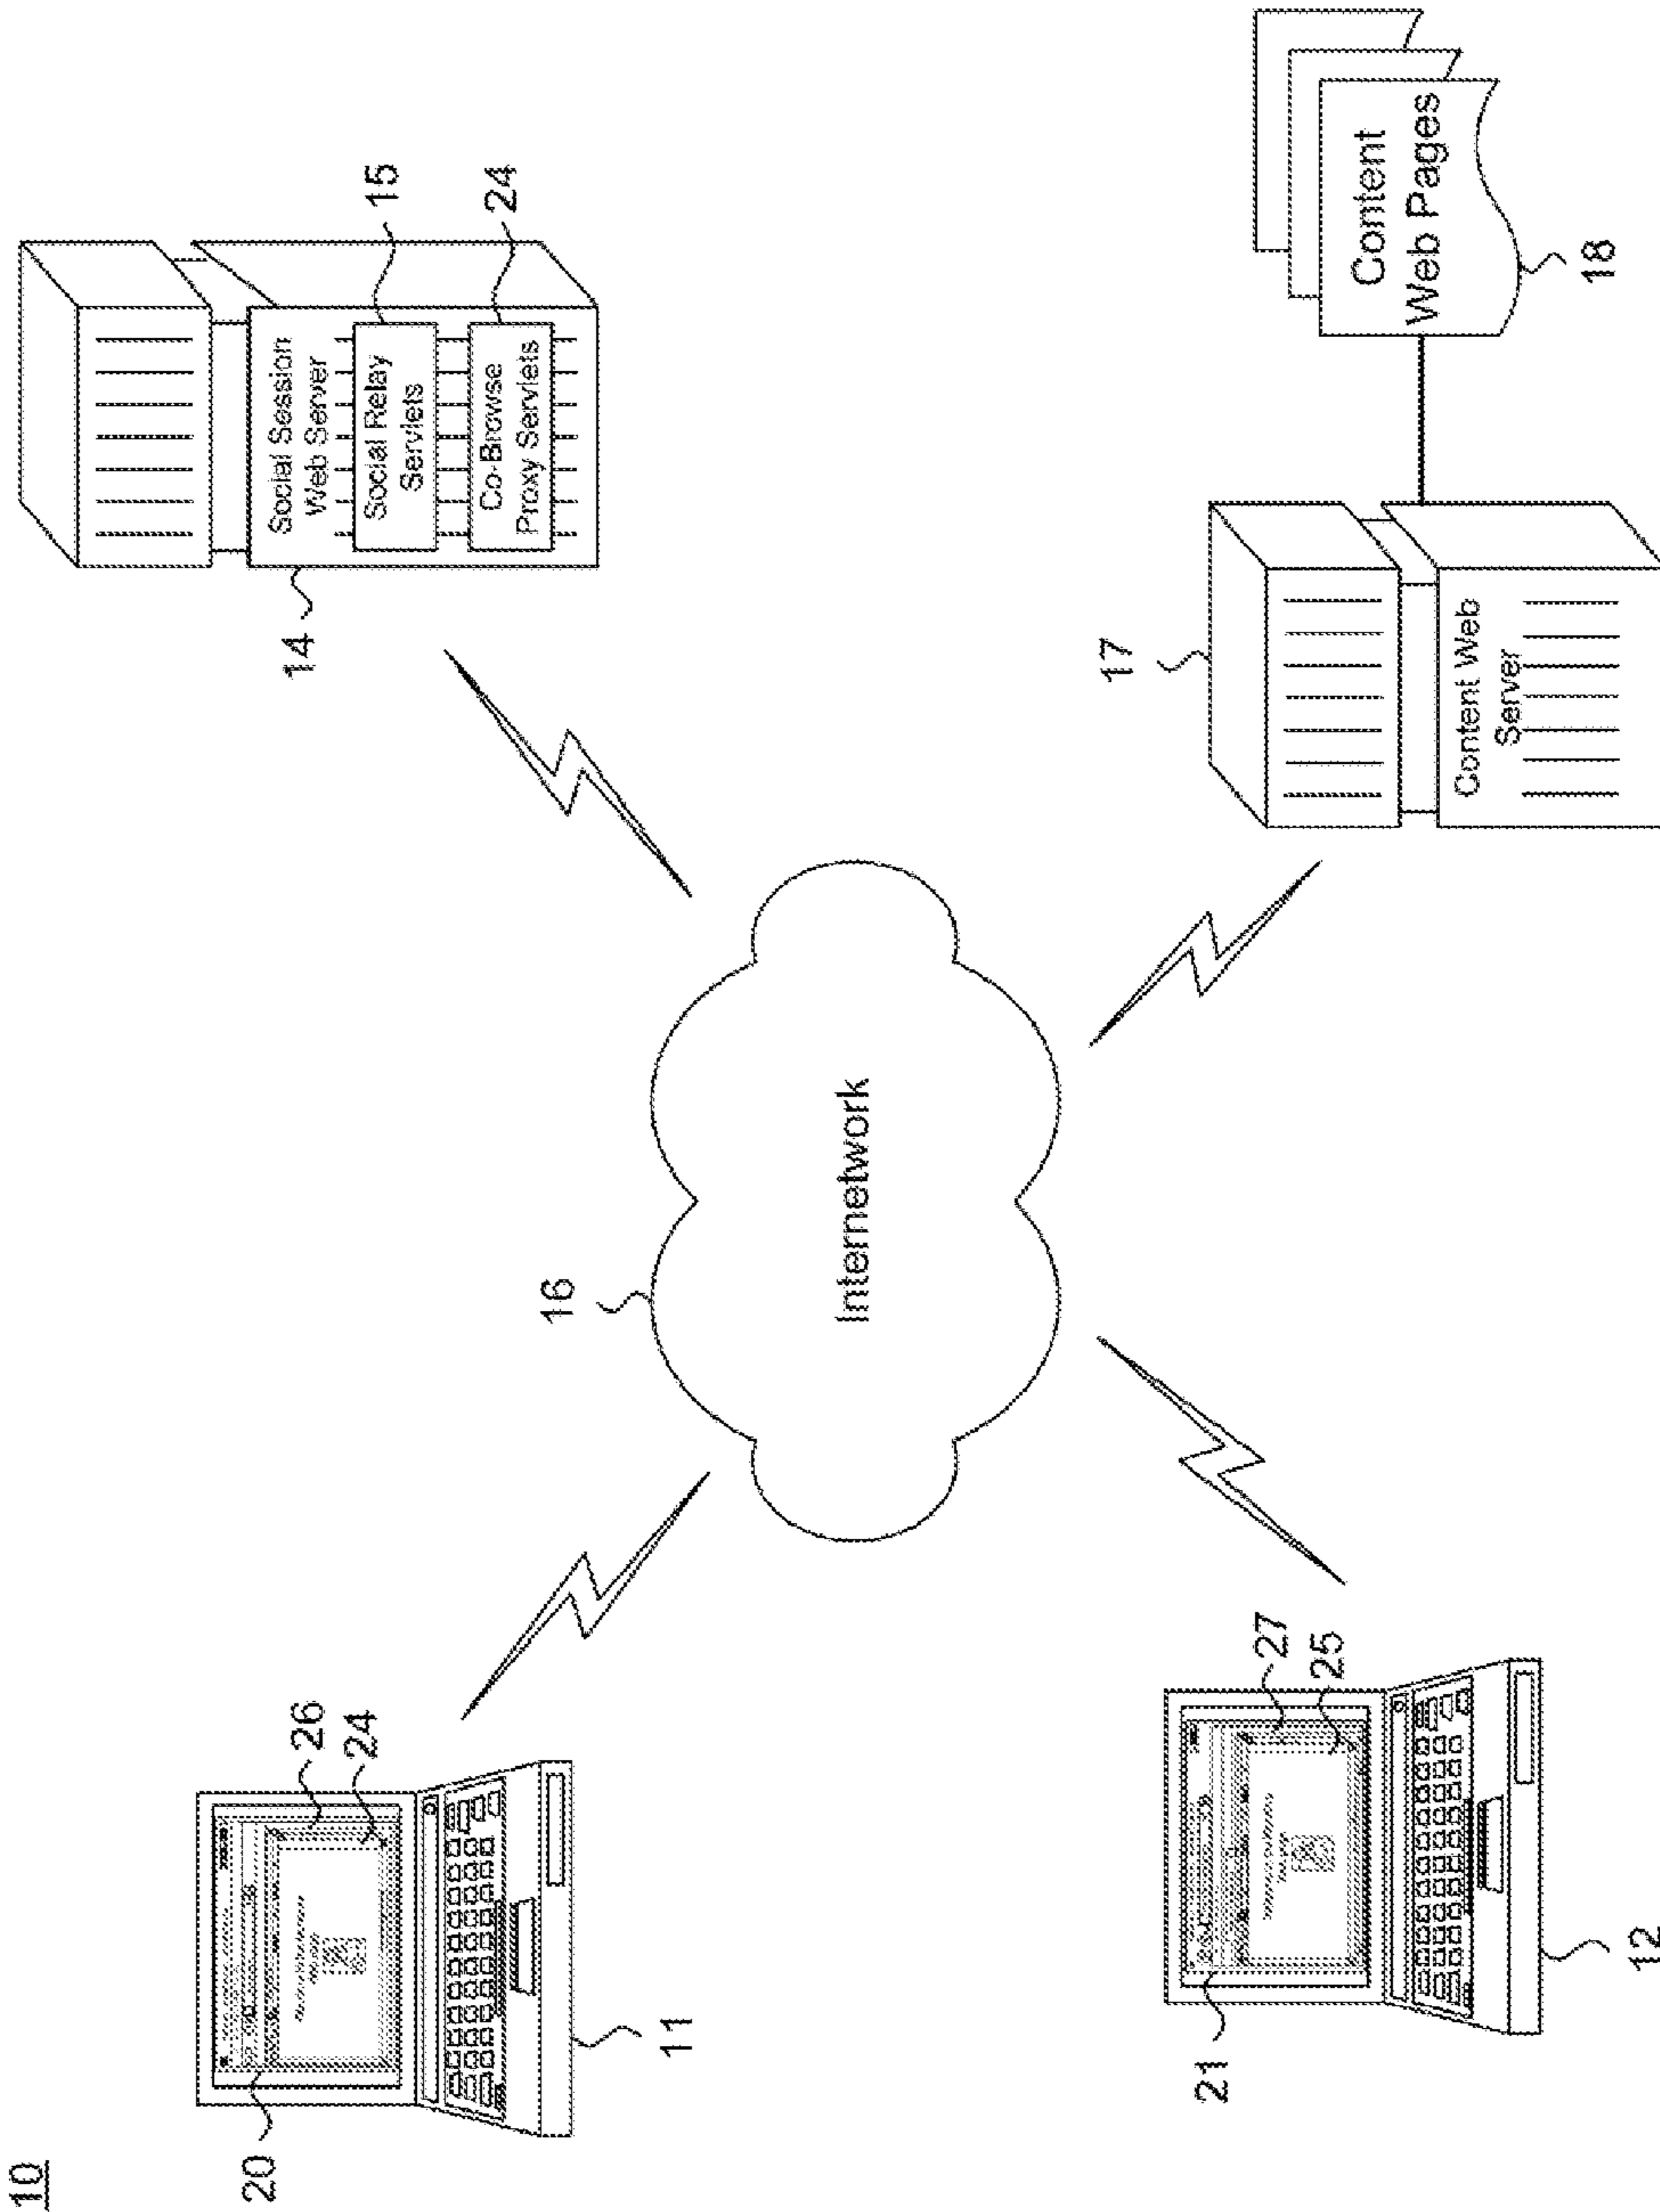 10
20
26
24
11
14
Social Session
Web Server
Social Relay
Servlets
Co-Browse
Proxy Servlets
15
24
16
Internetwork
21
27
25
12
17
Content Web
Server
Content
Web Pages
18